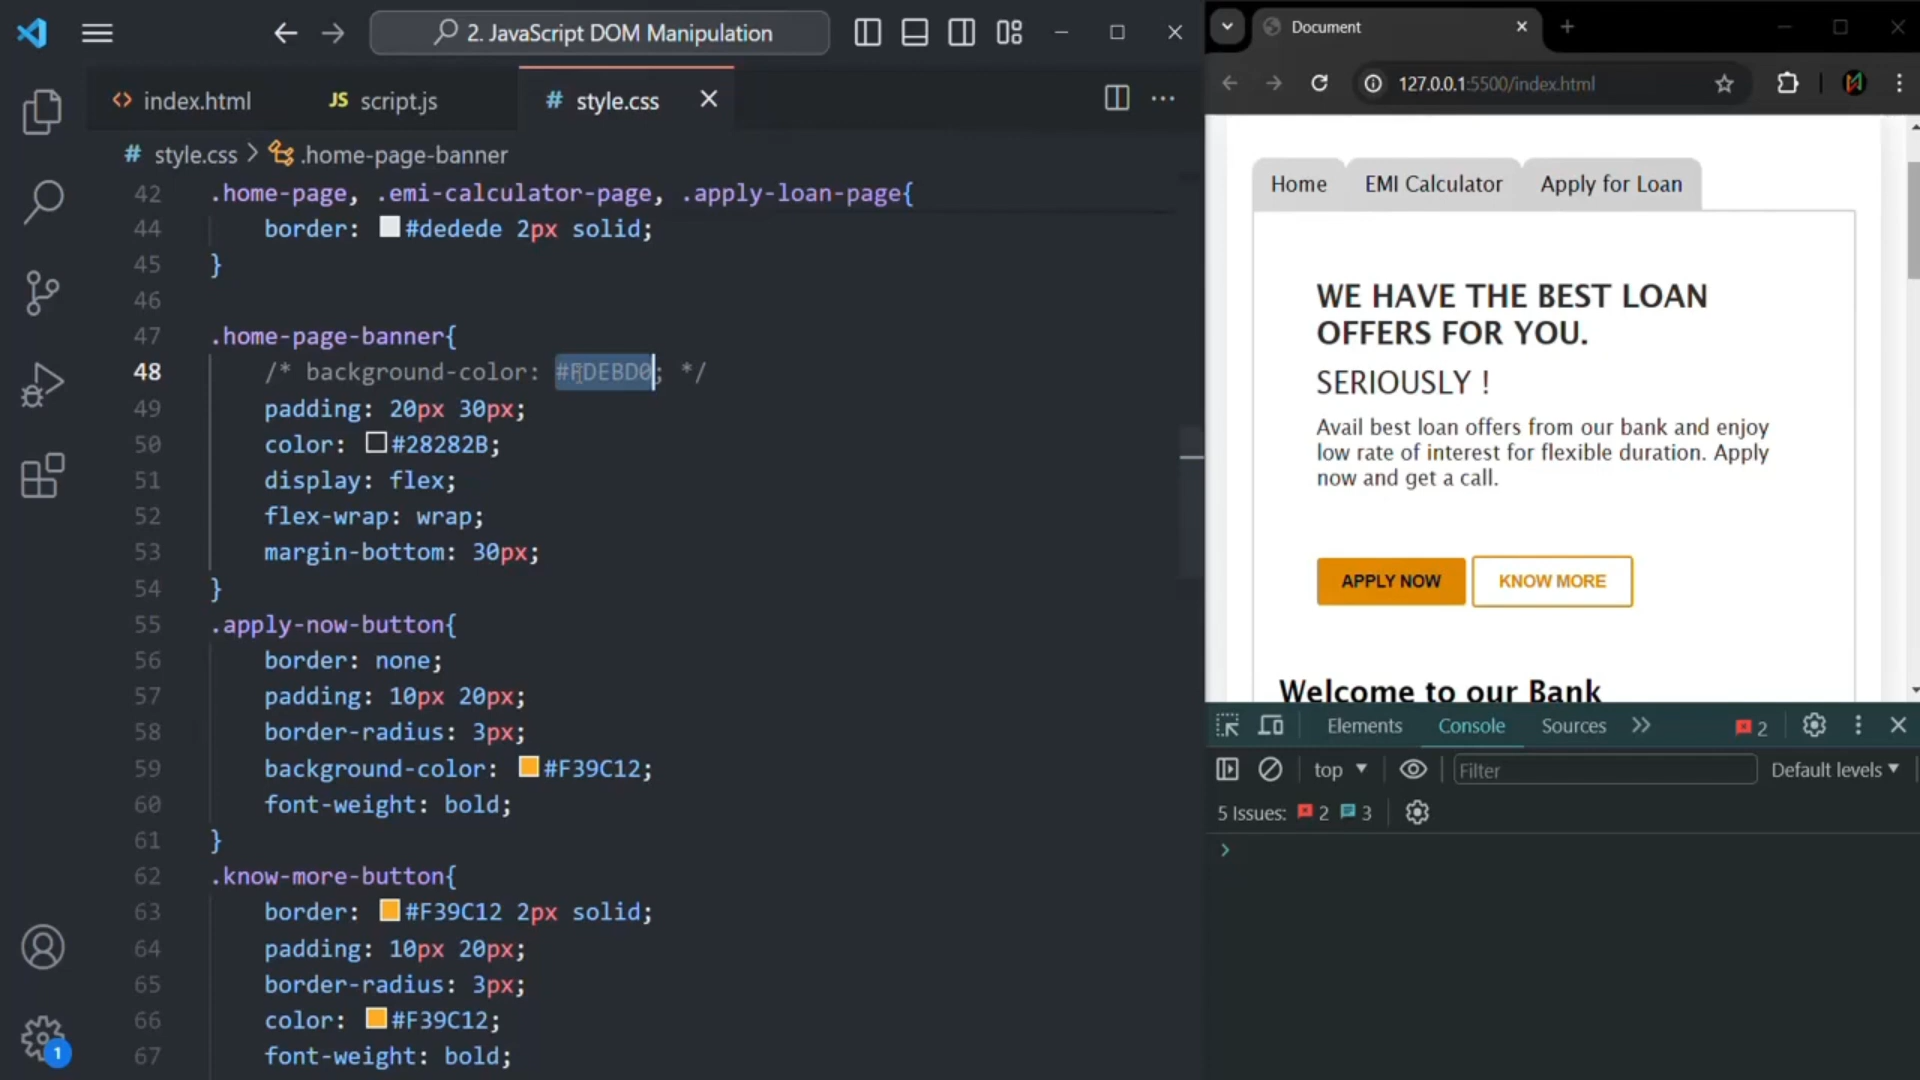 2. JavaScript DOM Manipulation
<> index.html
JS script.js
# style.css
# style.css > .home-page-banner
42 .home-page, .emi-calculator-page, .apply-loan-page{
44 border: #dedede 2px solid;
45 }
46
47 .home-page-banner{
48 /* background-color: #FDEBD0; */
49 padding: 20px 30px;
50 color: #28282B;
51 display: flex;
52 flex-wrap: wrap;
53 margin-bottom: 30px;
54 }
55 .apply-now-button{
56 border: none;
57 padding: 10px 20px;
58 border-radius: 3px;
59 background-color: #F39C12;
60 font-weight: bold;
61 }
62 .know-more-button{
63 border: #F39C12 2px solid;
64 padding: 10px 20px;
65 border-radius: 3px;
66 color: #F39C12;
67 font-weight: bold;
1
Document
127.0.0.1:5500/index.html
Home EMI Calculator Apply for Loan
WE HAVE THE BEST LOAN
OFFERS FOR YOU.
SERIOUSLY !
Avail best loan offers from our bank and enjoy
low rate of interest for flexible duration. Apply
now and get a call.
APPLY NOW KNOW MORE
Welcome to our Bank
Elements Console Sources 2
top Filter Default levels
5 Issues: 2 3